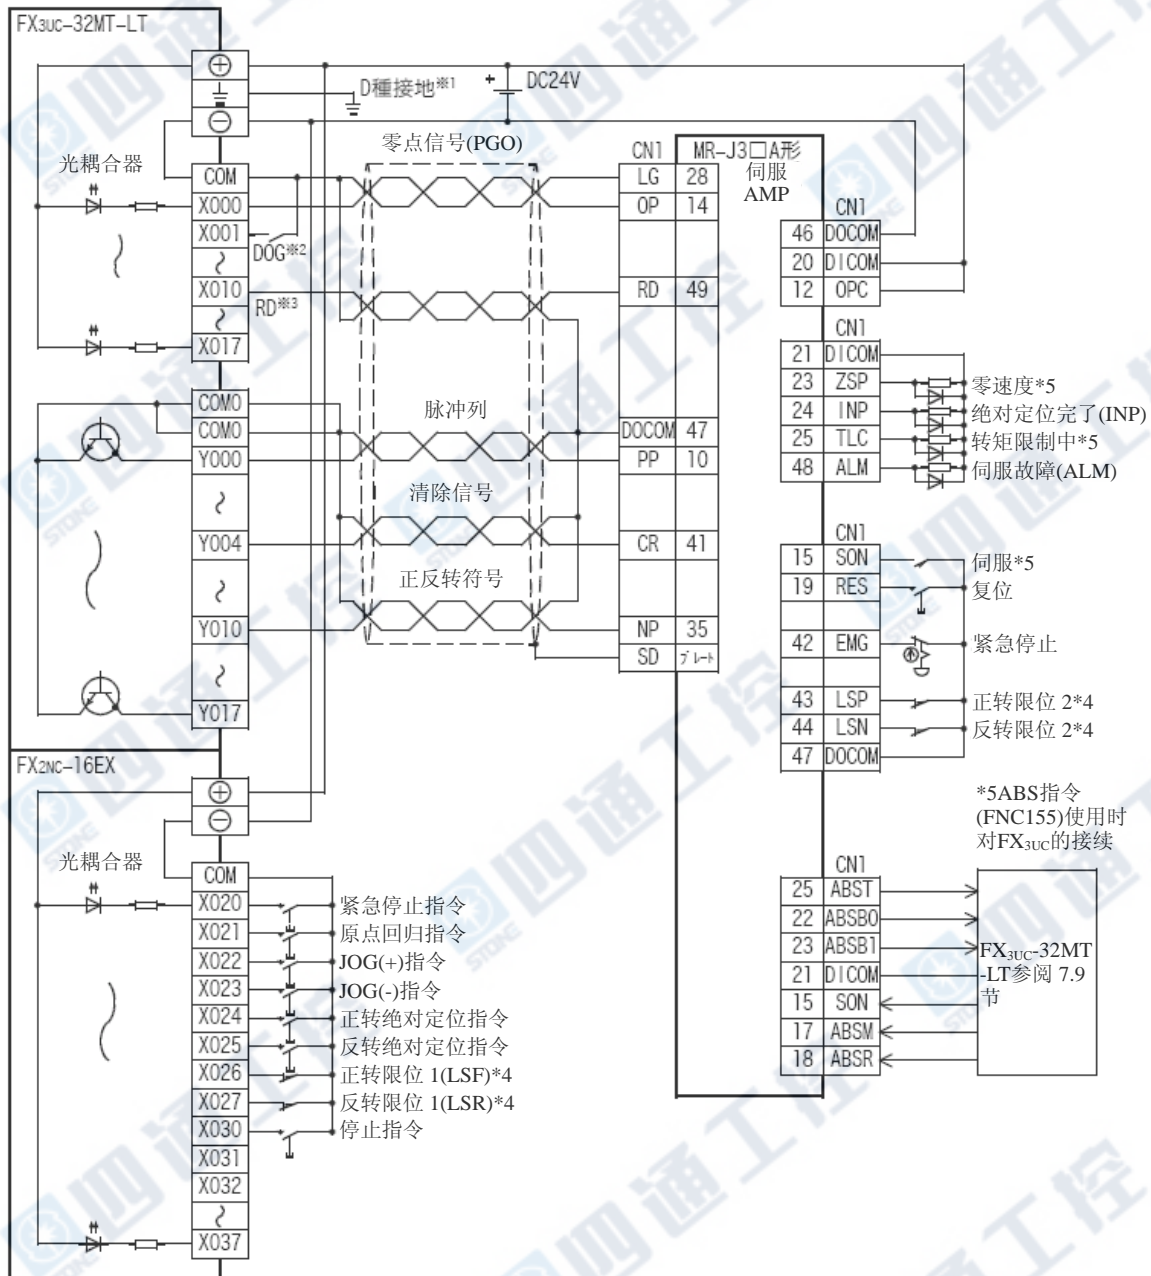 FX3UC-32MT-LT
⊕
D種接地※1
DC24V
⊖
零点信号(PGO)
光耦合器
COM
X000
X001
DOG※2
X010
RD※3
X017
COM0
COM0
Y000
Y004
Y010
Y017
脉冲列
清除信号
正反转符号
CN1
MR-J3□A形
伺服
AMP
LG 28
OP 14
RD 49
DOCOM 47
PP 10
CR 41
NP 35
SD プレート
CN1
46 DOCOM
20 DICOM
12 OPC
CN1
21 DICOM
23 ZSP 零速度*5
24 INP 绝对定位完了(INP)
25 TLC 转矩限制中*5
48 ALM 伺服故障(ALM)
CN1
15 SON 伺服*5
19 RES 复位
42 EMG 紧急停止
43 LSP 正转限位 2*4
44 LSN 反转限位 2*4
47 DOCOM
*5ABS指令
(FNC155)使用时
对FX3UC的接续
CN1
25 ABST
22 ABSB0
23 ABSB1
21 DICOM
15 SON
17 ABSM
18 ABSR
FX3UC-32MT
-LT参阅 7.9
节
FX2NC-16EX
⊕
⊖
光耦合器
COM
X020 紧急停止指令
X021 原点回归指令
X022 JOG(+)指令
X023 JOG(-)指令
X024 正转绝对定位指令
X025 反转绝对定位指令
X026 正转限位 1(LSF)*4
X027 反转限位 1(LSR)*4
X030 停止指令
X031
X032
X037
四通工控
STONE